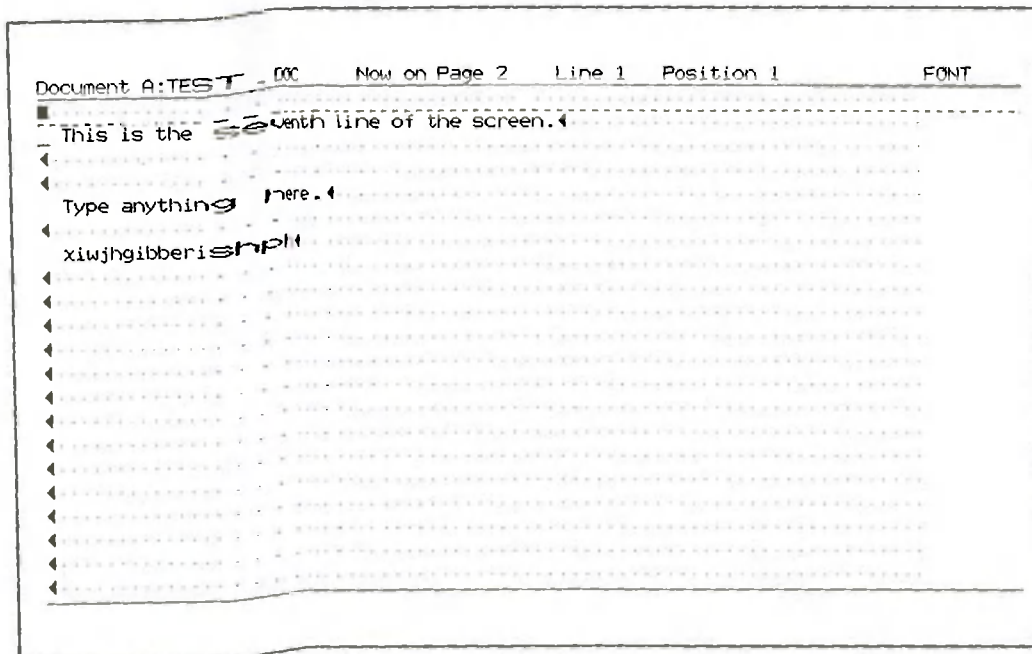 Document A:TEST .DOC Now on Page 2 Line 1 Position 1 FONT
This is the seventh line of the screen.
Type anything here.
xiwjhgibberishpl